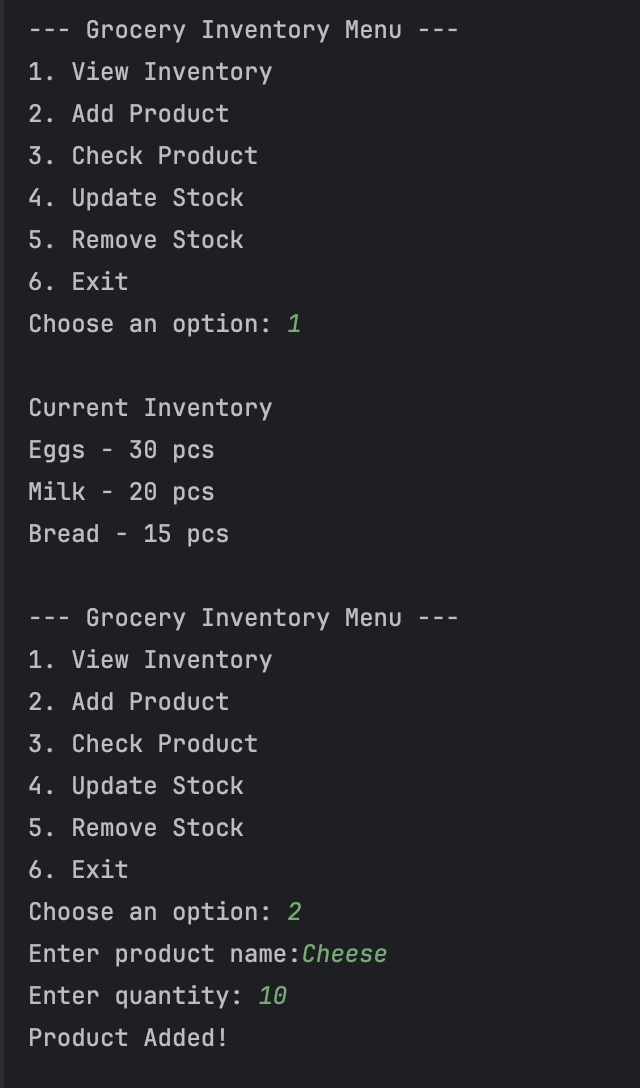 --- Grocery Inventory Menu ---
1. View Inventory
2. Add Product
3. Check Product
4. Update Stock
5. Remove Stock
6. Exit
Choose an option: 1
Current Inventory
Eggs - 30 pcs
Milk - 20 pcs
Bread - 15 pcs
--- Grocery Inventory Menu ---
1. View Inventory
2. Add Product
3. Check Product
4. Update Stock
5. Remove Stock
6. Exit
Choose an option: 2
Enter product name:Cheese
Enter quantity: 10
Product Added!